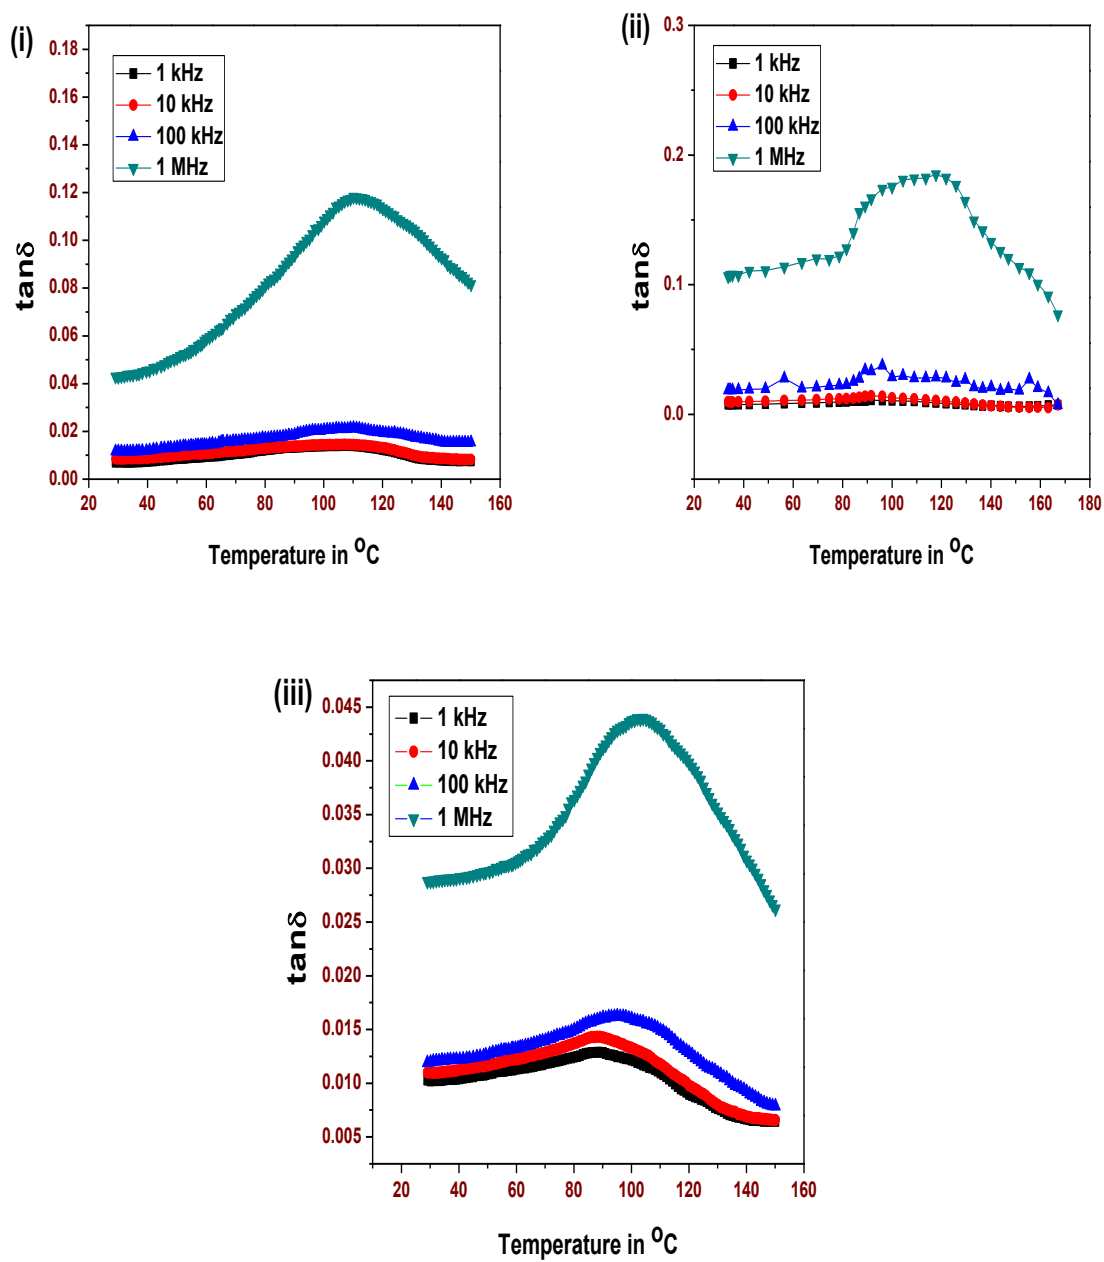 (i)
0.18
0.16
0.14
0.12
0.10
0.08
0.06
0.04
0.02
0.00
tanδ
1 kHz
10 kHz
100 kHz
1 MHz
20 40 60 80 100 120 140 160
Temperature in °C
(ii)
0.3
0.2
0.1
0.0
tanδ
1 kHz
10 kHz
100 kHz
1 MHz
20 40 60 80 100 120 140 160 180
Temperature in °C
(iii)
0.045
0.040
0.035
0.030
0.025
0.020
0.015
0.010
0.005
tanδ
1 kHz
10 kHz
100 kHz
1 MHz
20 40 60 80 100 120 140 160
Temperature in °C